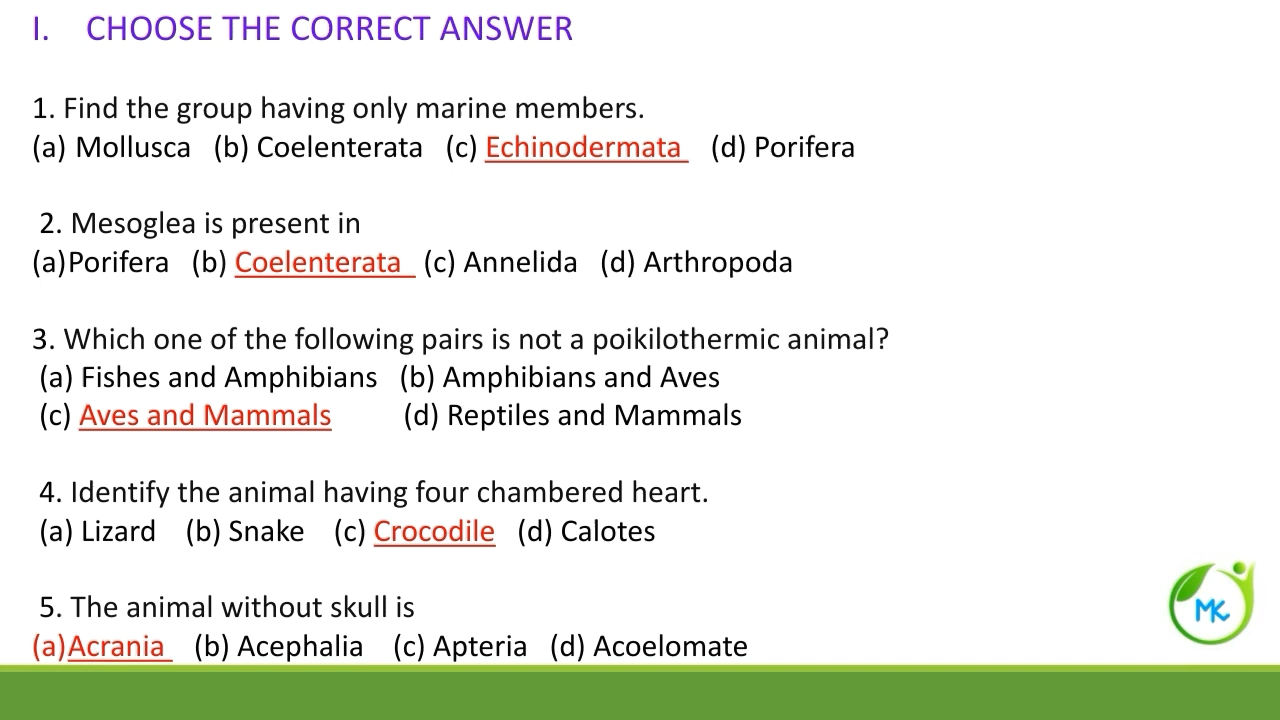 I. CHOOSE THE CORRECT ANSWER
1. Find the group having only marine members.
(a) Mollusca (b) Coelenterata (c) Echinodermata (d) Porifera
2. Mesoglea is present in
(a)Porifera (b) Coelenterata (c) Annelida (d) Arthropoda
3. Which one of the following pairs is not a poikilothermic animal?
(a) Fishes and Amphibians (b) Amphibians and Aves
(c) Aves and Mammals (d) Reptiles and Mammals
4. Identify the animal having four chambered heart.
(a) Lizard (b) Snake (c) Crocodile (d) Calotes
5. The animal without skull is
(a)Acrania (b) Acephalia (c) Apteria (d) Acoelomate
MK